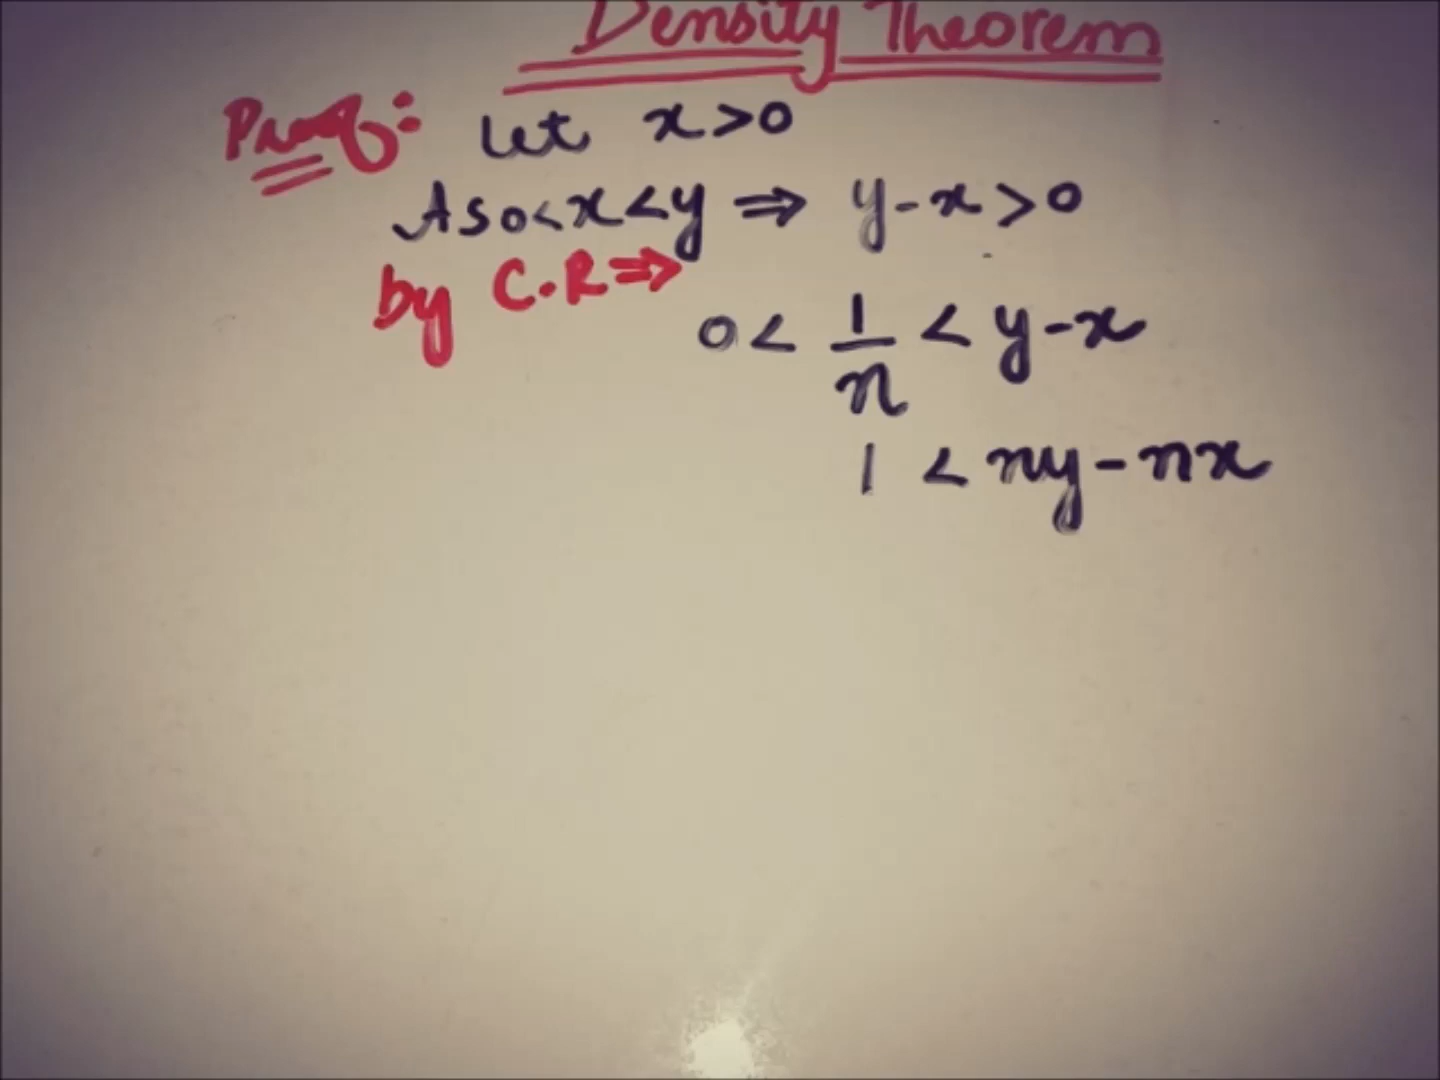 Density Theorem
Proof: Let x>0
As 0<x<y ⇒ y-x>0
by C.R ⇒
0 < 1/n < y-x
1 < ny-nx